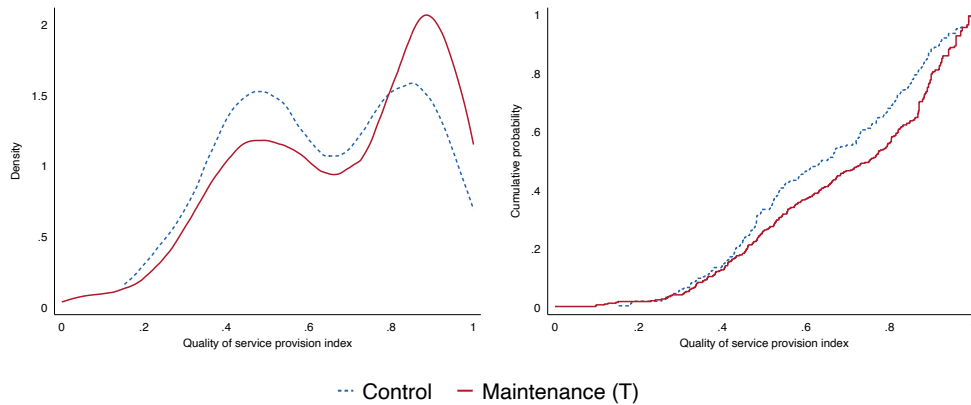 Density
2
1.5
1
.5
0
0 .2 .4 .6 .8 1
Quality of service provision index
Cumulative probability
1
.8
.6
.4
.2
0
0 .2 .4 .6 .8
Quality of service provision index
Control Maintenance (T)